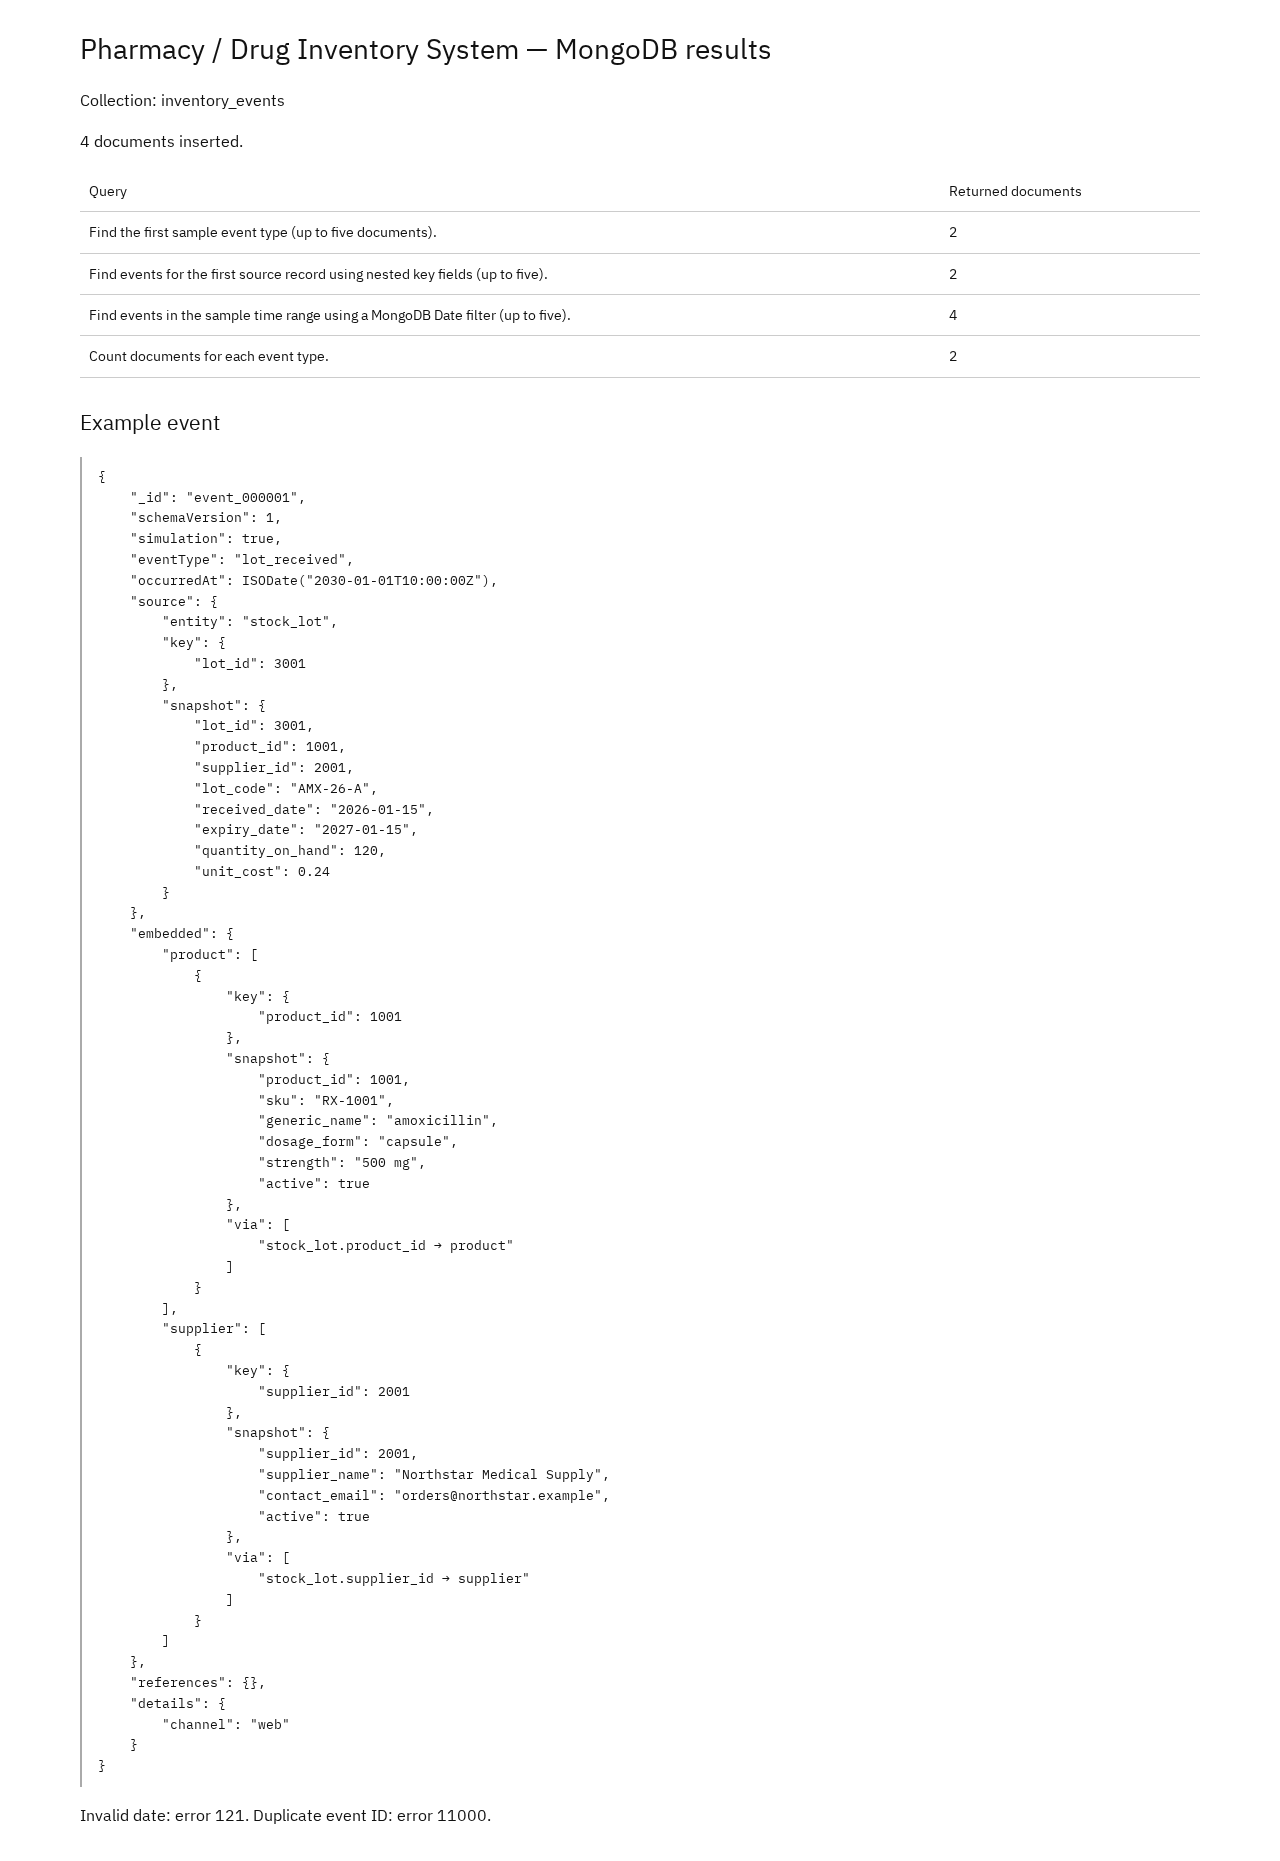 Pharmacy / Drug Inventory System — MongoDB results
Collection: inventory_events
4 documents inserted.
Query Returned documents
Find the first sample event type (up to five documents). 2
Find events for the first source record using nested key fields (up to five). 2
Find events in the sample time range using a MongoDB Date filter (up to five). 4
Count documents for each event type. 2
Example event
{
    "_id": "event_000001",
    "schemaVersion": 1,
    "simulation": true,
    "eventType": "lot_received",
    "occurredAt": ISODate("2030-01-01T10:00:00Z"),
    "source": {
        "entity": "stock_lot",
        "key": {
            "lot_id": 3001
        },
        "snapshot": {
            "lot_id": 3001,
            "product_id": 1001,
            "supplier_id": 2001,
            "lot_code": "AMX-26-A",
            "received_date": "2026-01-15",
            "expiry_date": "2027-01-15",
            "quantity_on_hand": 120,
            "unit_cost": 0.24
        }
    },
    "embedded": {
        "product": [
            {
                "key": {
                    "product_id": 1001
                },
                "snapshot": {
                    "product_id": 1001,
                    "sku": "RX-1001",
                    "generic_name": "amoxicillin",
                    "dosage_form": "capsule",
                    "strength": "500 mg",
                    "active": true
                },
                "via": [
                    "stock_lot.product_id → product"
                ]
            }
        ],
        "supplier": [
            {
                "key": {
                    "supplier_id": 2001
                },
                "snapshot": {
                    "supplier_id": 2001,
                    "supplier_name": "Northstar Medical Supply",
                    "contact_email": "orders@northstar.example",
                    "active": true
                },
                "via": [
                    "stock_lot.supplier_id → supplier"
                ]
            }
        ]
    },
    "references": {},
    "details": {
        "channel": "web"
    }
}
Invalid date: error 121. Duplicate event ID: error 11000.